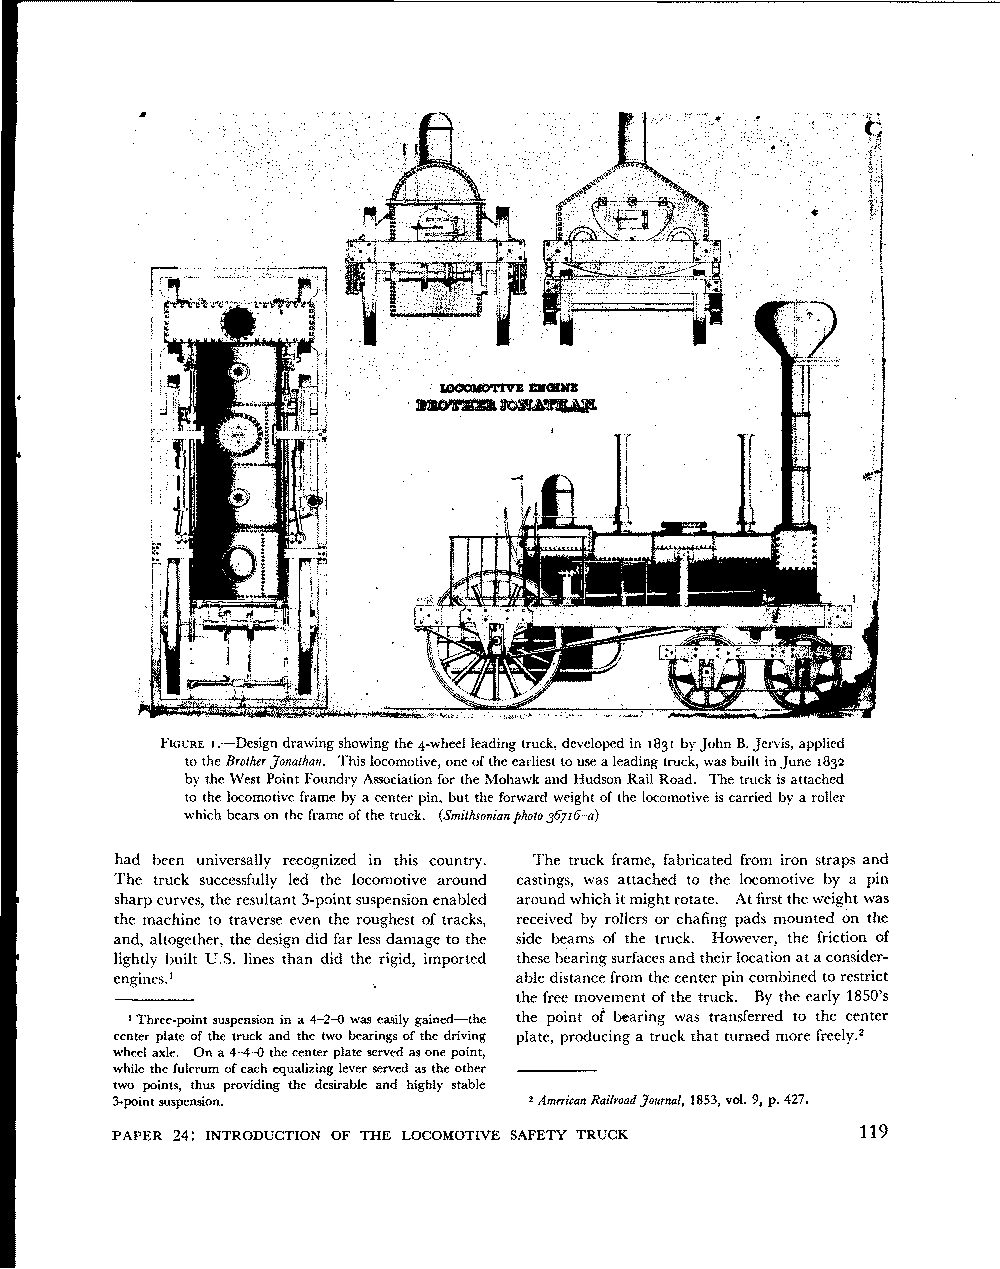 LOCOMOTIVE ENGINE
BROTHER JONATHAN.
Figure 1.—Design drawing showing the 4-wheel leading truck, developed in 1831 by John B. Jervis, applied
to the Brother Jonathan. This locomotive, one of the earliest to use a leading truck, was built in June 1832
by the West Point Foundry Association for the Mohawk and Hudson Rail Road. The truck is attached
to the locomotive frame by a center pin, but the forward weight of the locomotive is carried by a roller
which bears on the frame of the truck. (Smithsonian photo 36716-a)
had been universally recognized in this country.
The truck successfully led the locomotive around
sharp curves, the resultant 3-point suspension enabled
the machine to traverse even the roughest of tracks,
and, altogether, the design did far less damage to the
lightly built U.S. lines than did the rigid, imported
engines.¹
¹ Three-point suspension in a 4-2-0 was easily gained—the
center plate of the truck and the two bearings of the driving
wheel axle. On a 4-4-0 the center plate served as one point,
while the fulcrum of each equalizing lever served as the other
two points, thus providing the desirable and highly stable
3-point suspension.
The truck frame, fabricated from iron straps and
castings, was attached to the locomotive by a pin
around which it might rotate. At first the weight was
received by rollers or chafing pads mounted on the
side beams of the truck. However, the friction of
these bearing surfaces and their location at a consider-
able distance from the center pin combined to restrict
the free movement of the truck. By the early 1850's
the point of bearing was transferred to the center
plate, producing a truck that turned more freely.²
² American Railroad Journal, 1853, vol. 9, p. 427.
PAPER 24: INTRODUCTION OF THE LOCOMOTIVE SAFETY TRUCK
119